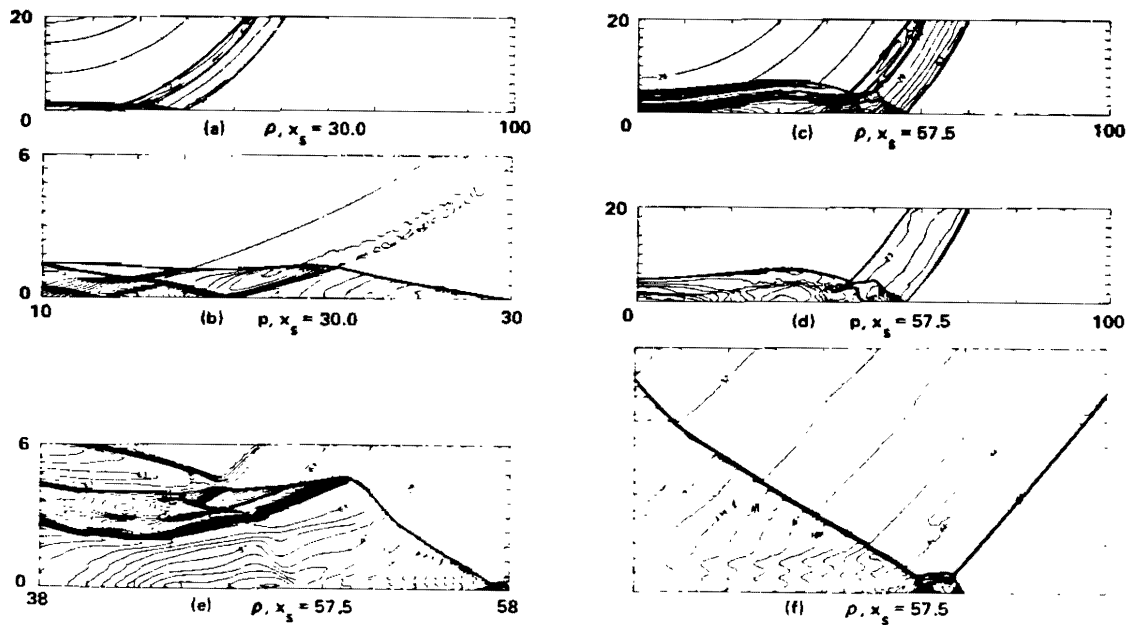 20
0
(a) ρ, x_s = 30.0
100
6
0
10
(b) p, x_s = 30.0
30
6
0
38
(e) ρ, x_s = 57.5
58
20
0
(c) ρ, x_s = 57.5
100
20
0
(d) p, x_s = 57.5
100
(f) ρ, x_s = 57.5